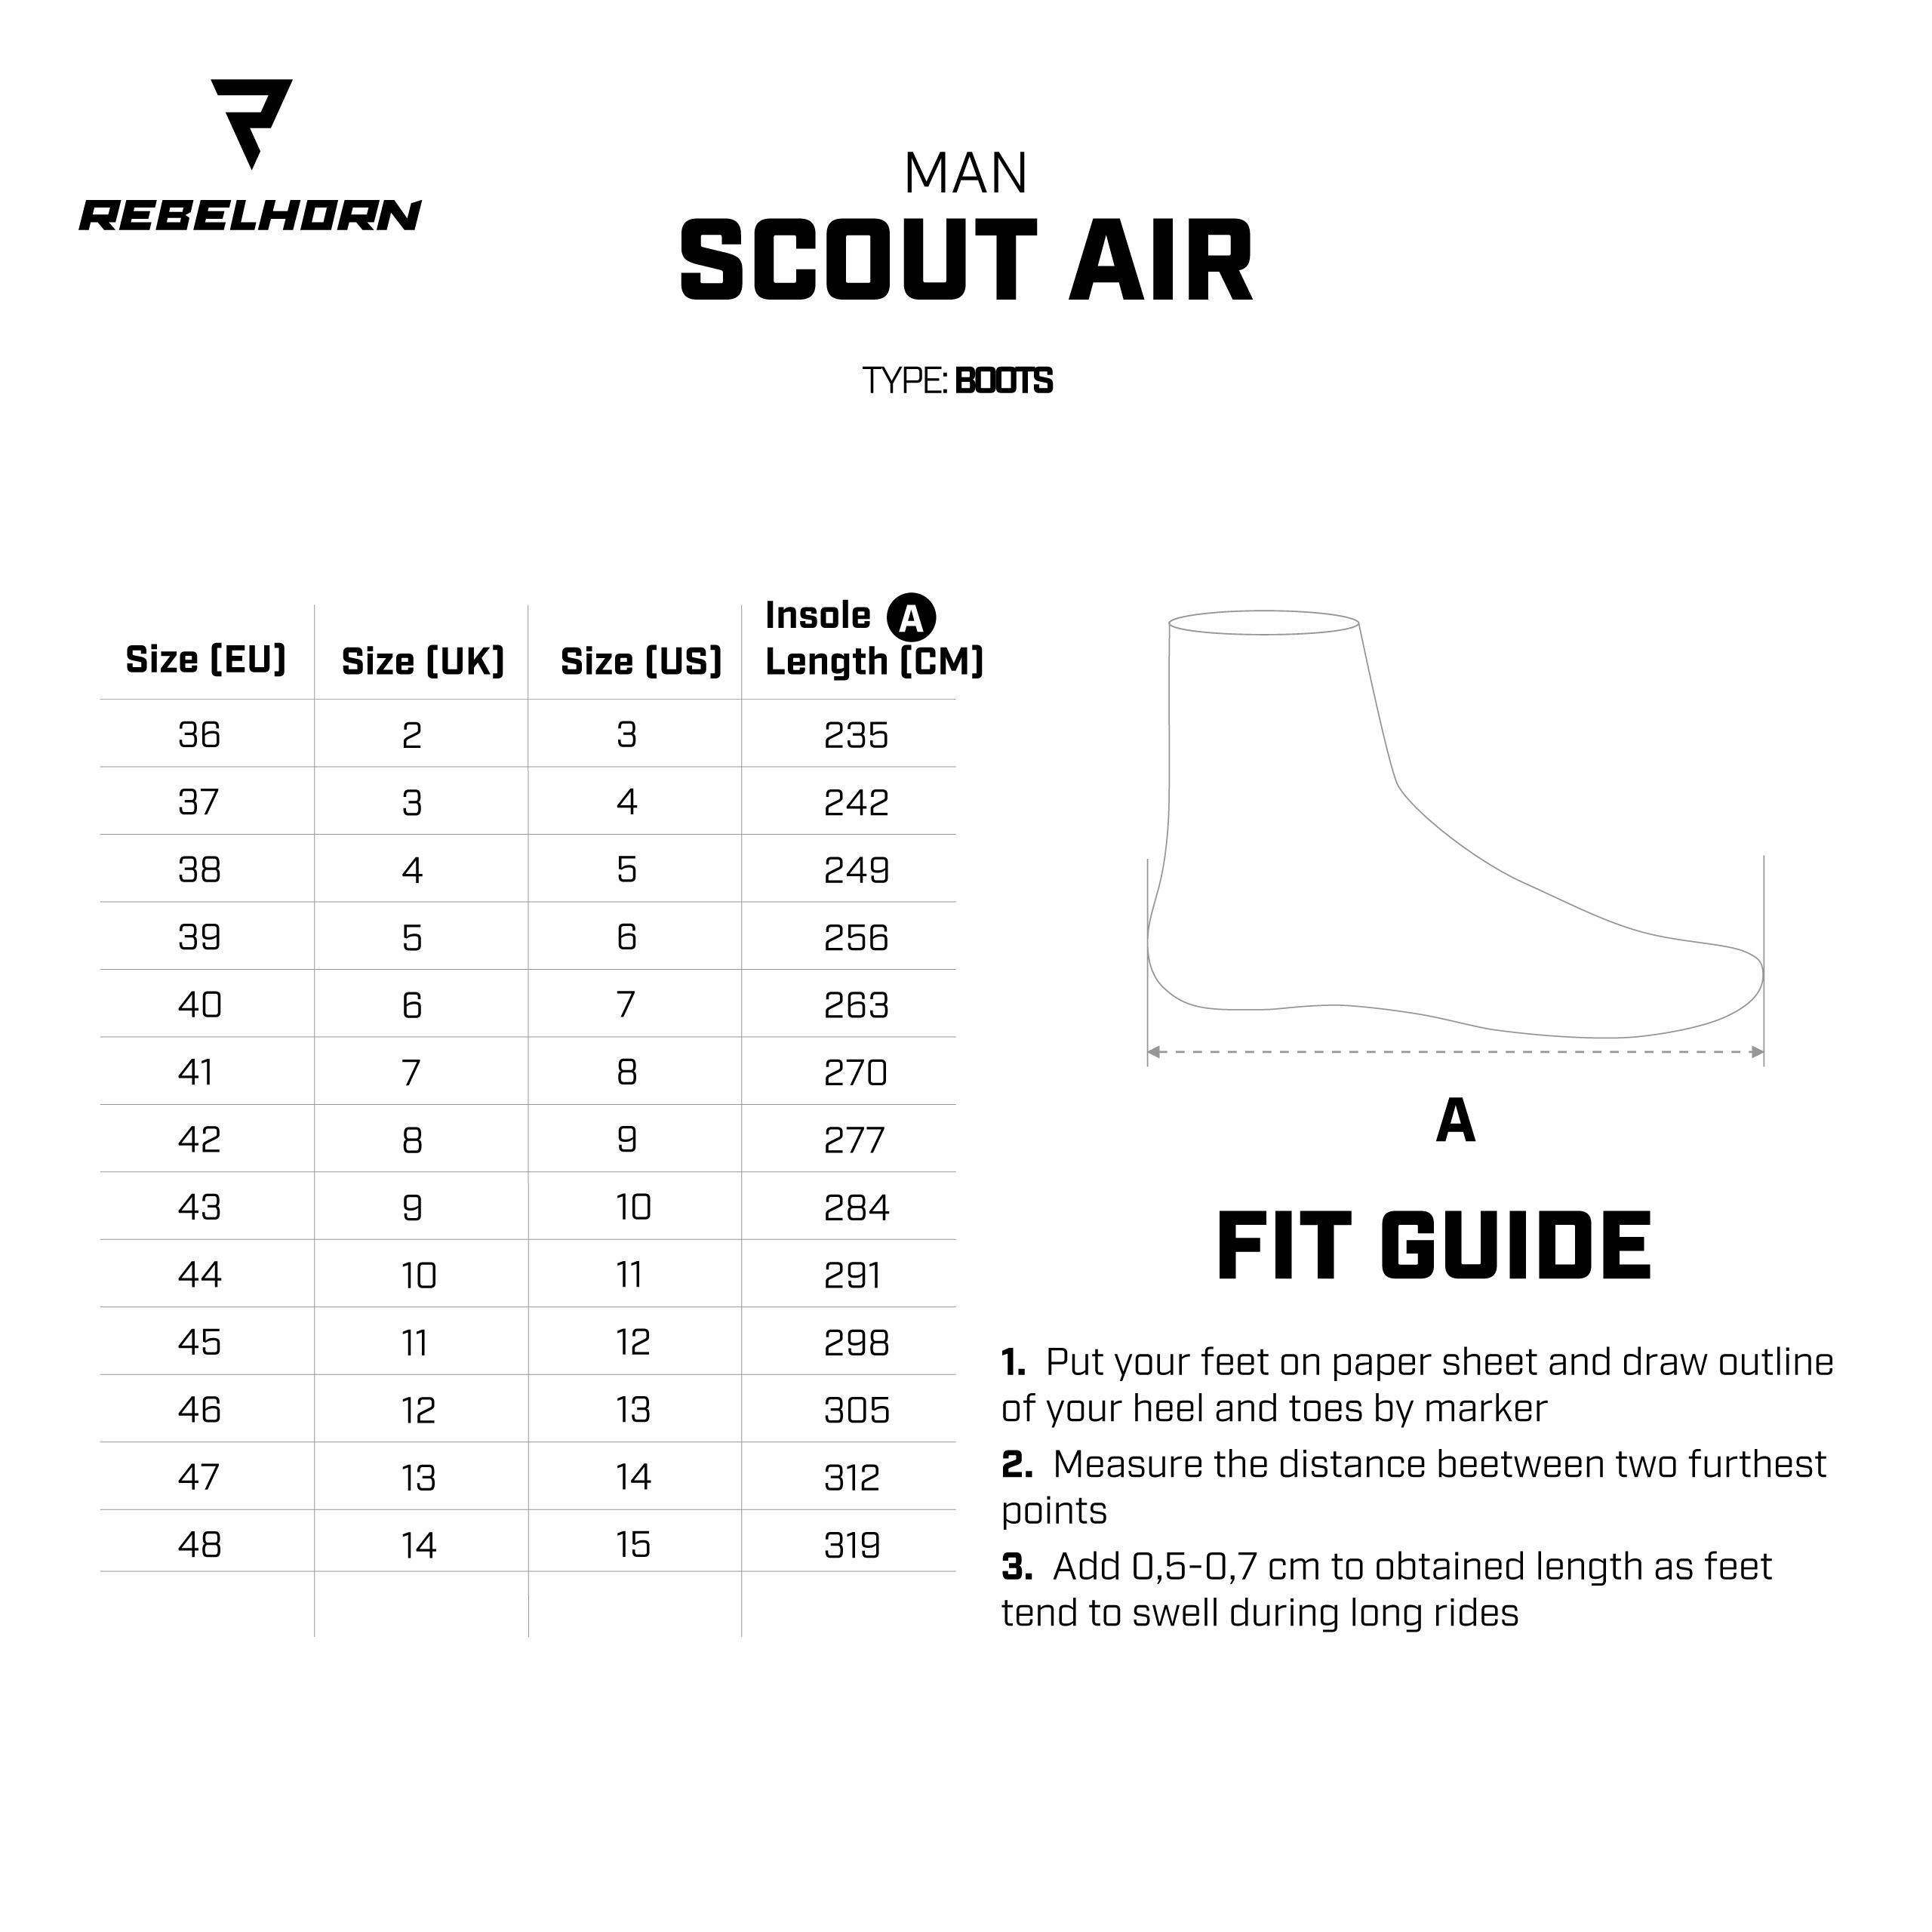 REBELHORN
MAN
SCOUT AIR
TYPE: BOOTS
Size (EU) Size (UK) Size (US) Insole A Length (CM)
36 2 3 235
37 3 4 242
38 4 5 249
39 5 6 256
40 6 7 263
41 7 8 270
42 8 9 277
43 9 10 284
44 10 11 291
45 11 12 298
46 12 13 305
47 13 14 312
48 14 15 319
A
FIT GUIDE
1. Put your feet on paper sheet and draw outline
of your heel and toes by marker
2. Measure the distance beetween two furthest
points
3. Add 0,5-0,7 cm to obtained length as feet
tend to swell during long rides